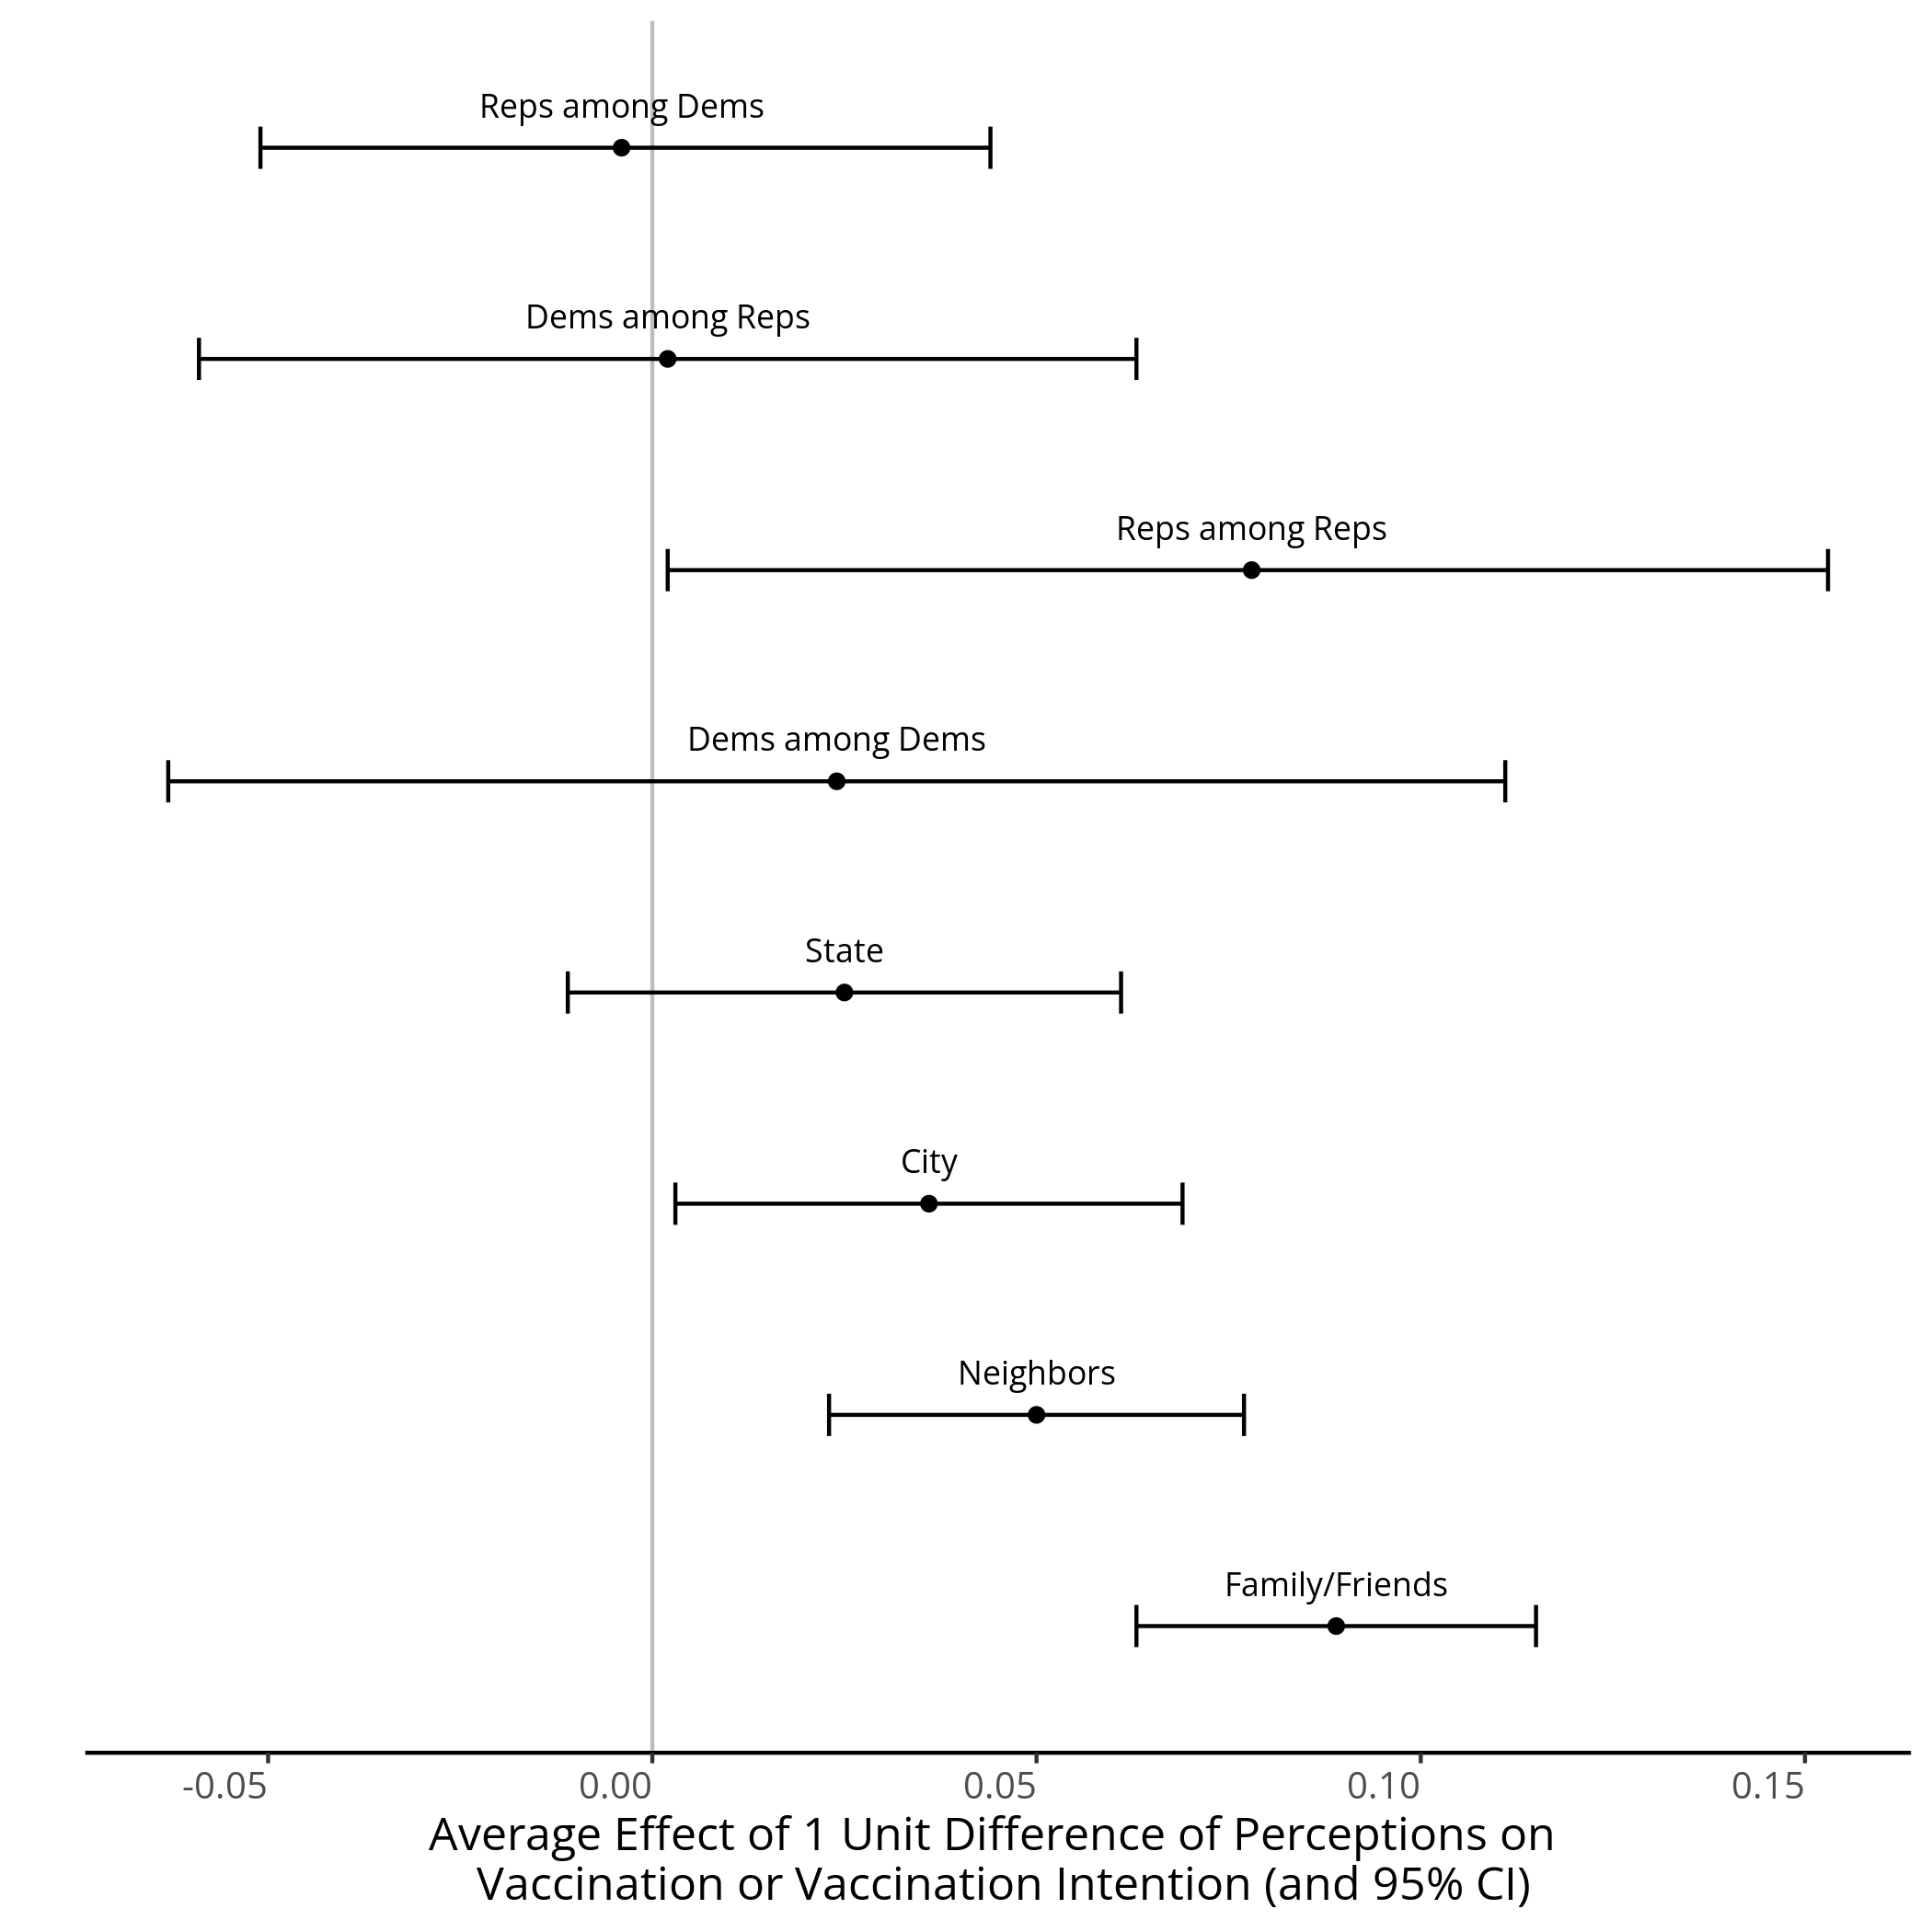 Reps among Dems
Dems among Reps
Reps among Reps
Dems among Dems
State
City
Neighbors
Family/Friends
-0.05 0.00 0.05 0.10 0.15
Average Effect of 1 Unit Difference of Perceptions on
Vaccination or Vaccination Intention (and 95% CI)